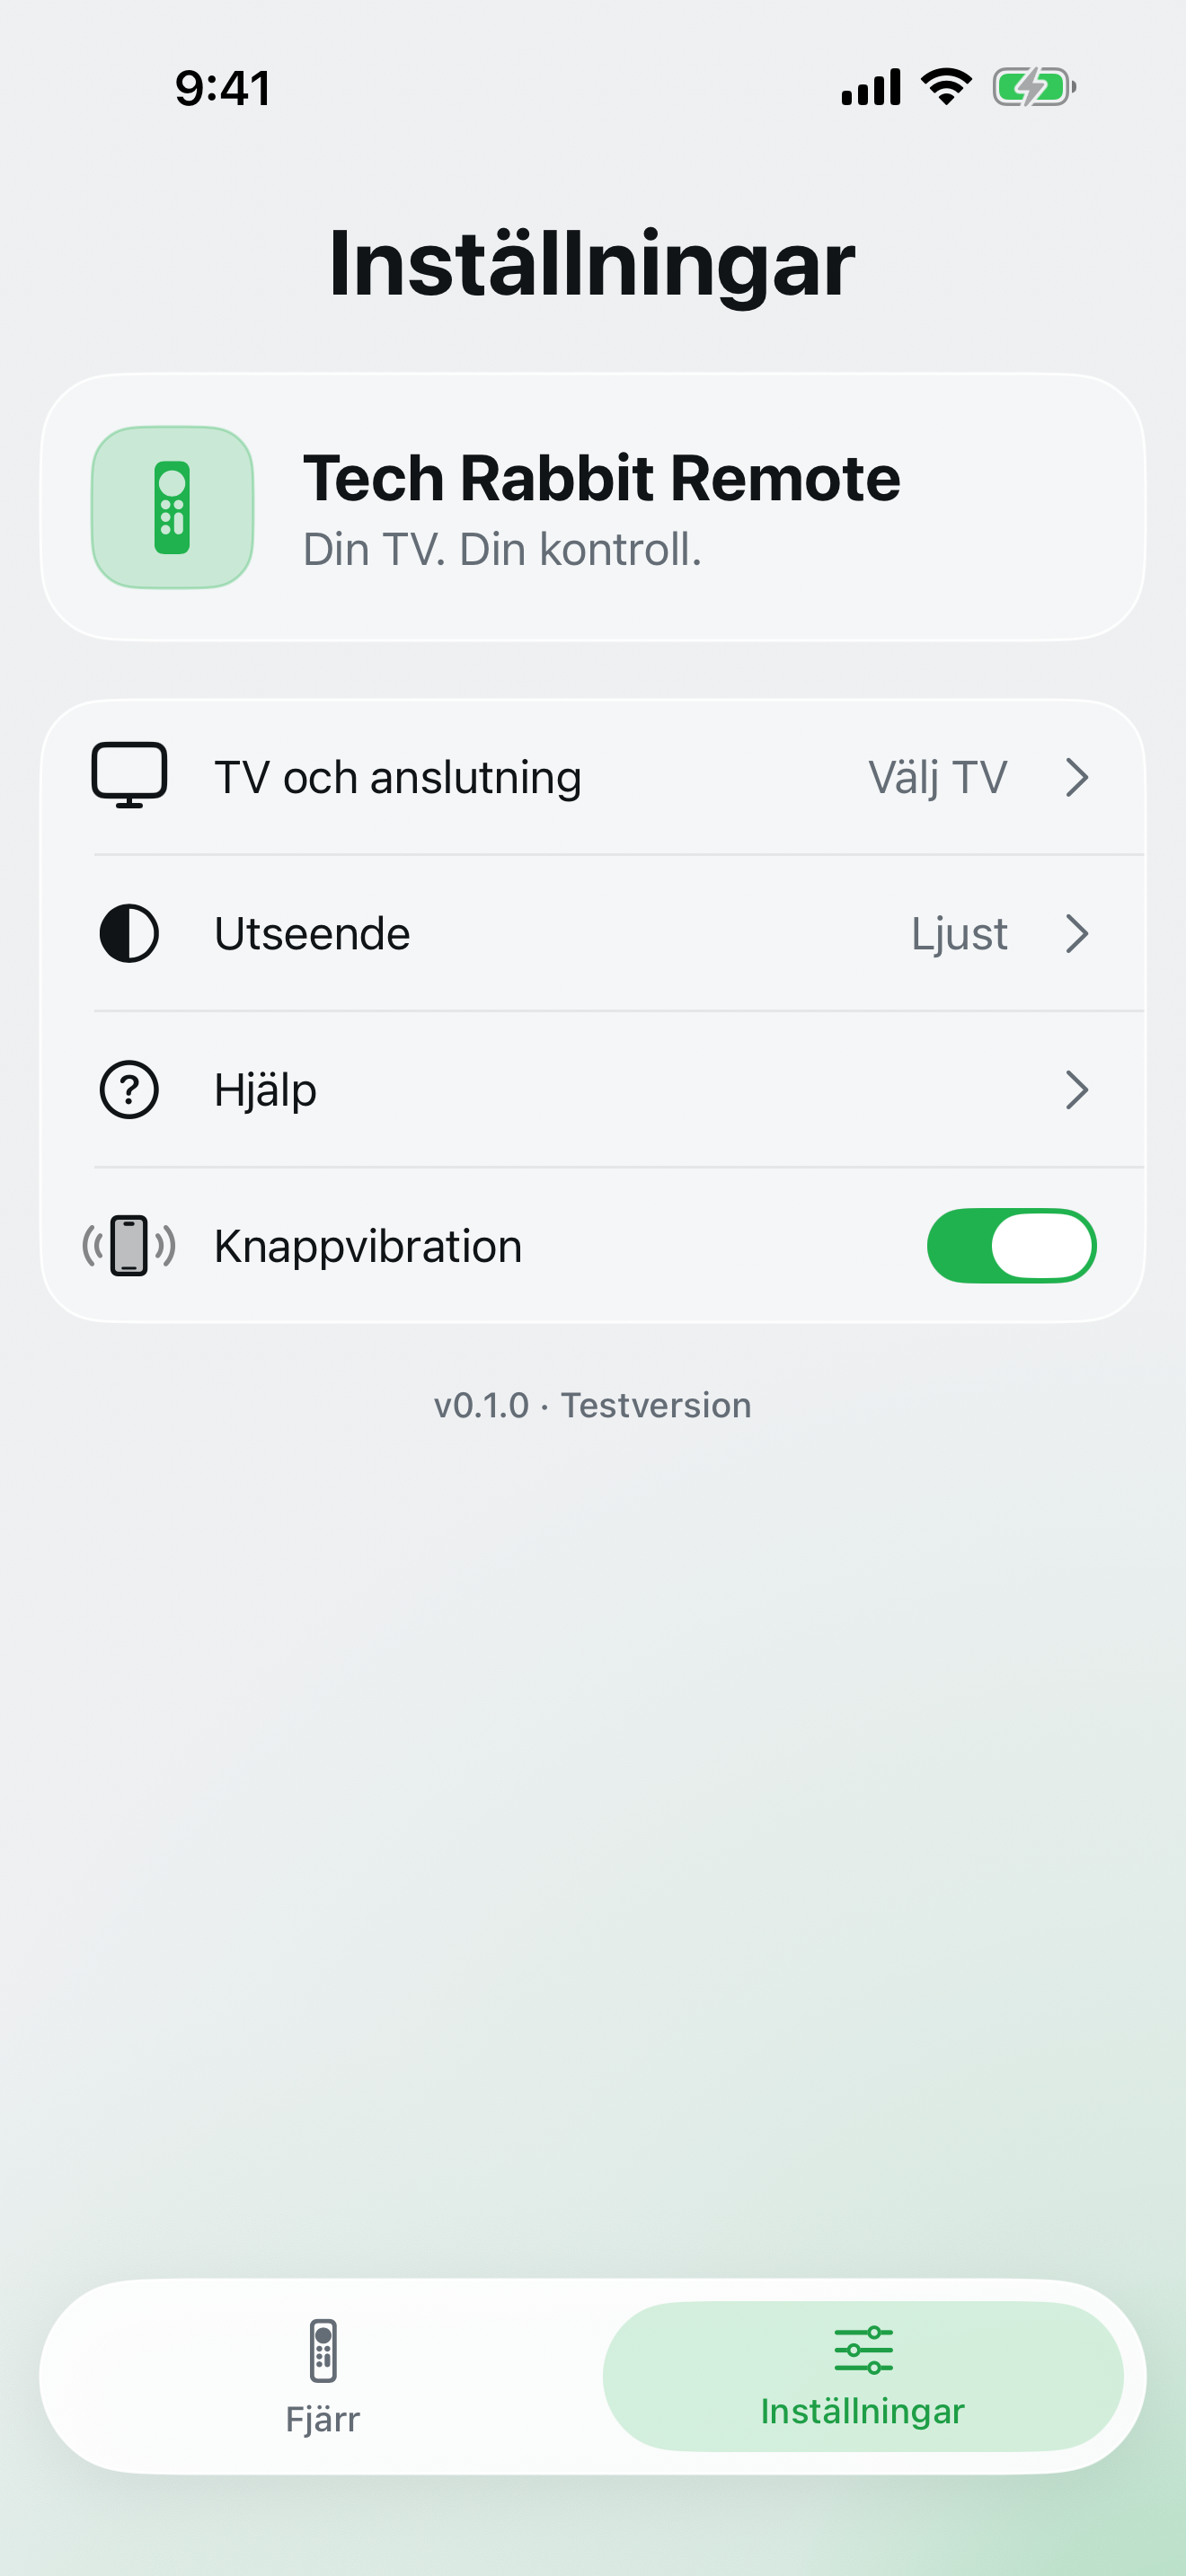 9:41
Inställningar
Tech Rabbit Remote
Din TV. Din kontroll.
TV och anslutning Välj TV
Utseende Ljust
? Hjälp
Knappvibration
v0.1.0 · Testversion
Fjärr Inställningar